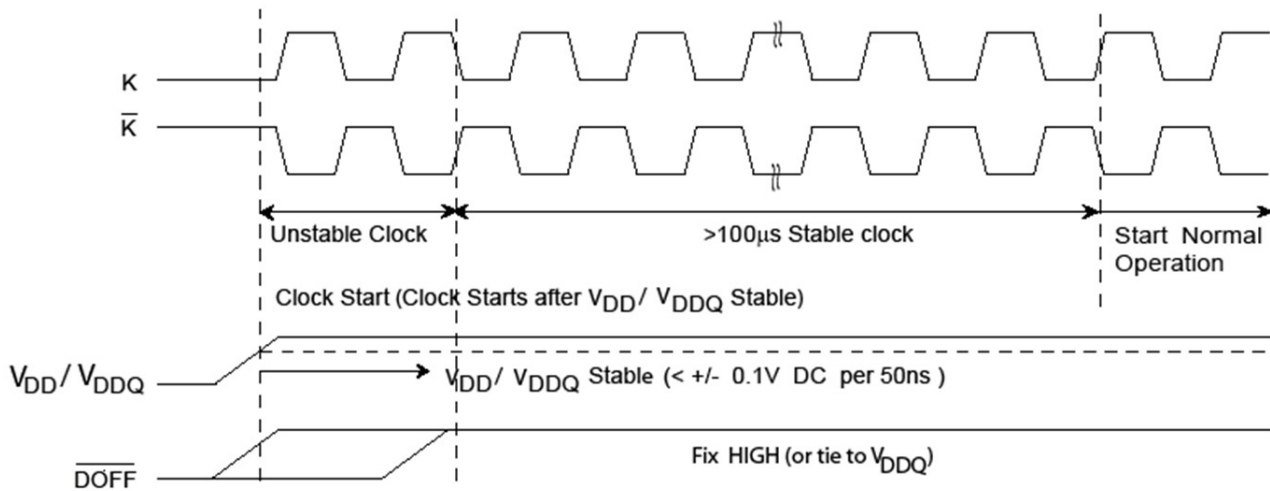 K
K̅
Unstable Clock
>100µs Stable clock
Start Normal
Operation
Clock Start (Clock Starts after VDD/ VDDQ Stable)
VDD/ VDDQ
VDD/ VDDQ Stable (< +/- 0.1V DC per 50ns )
D̅O̅F̅F̅
Fix HIGH (or tie to VDDQ)